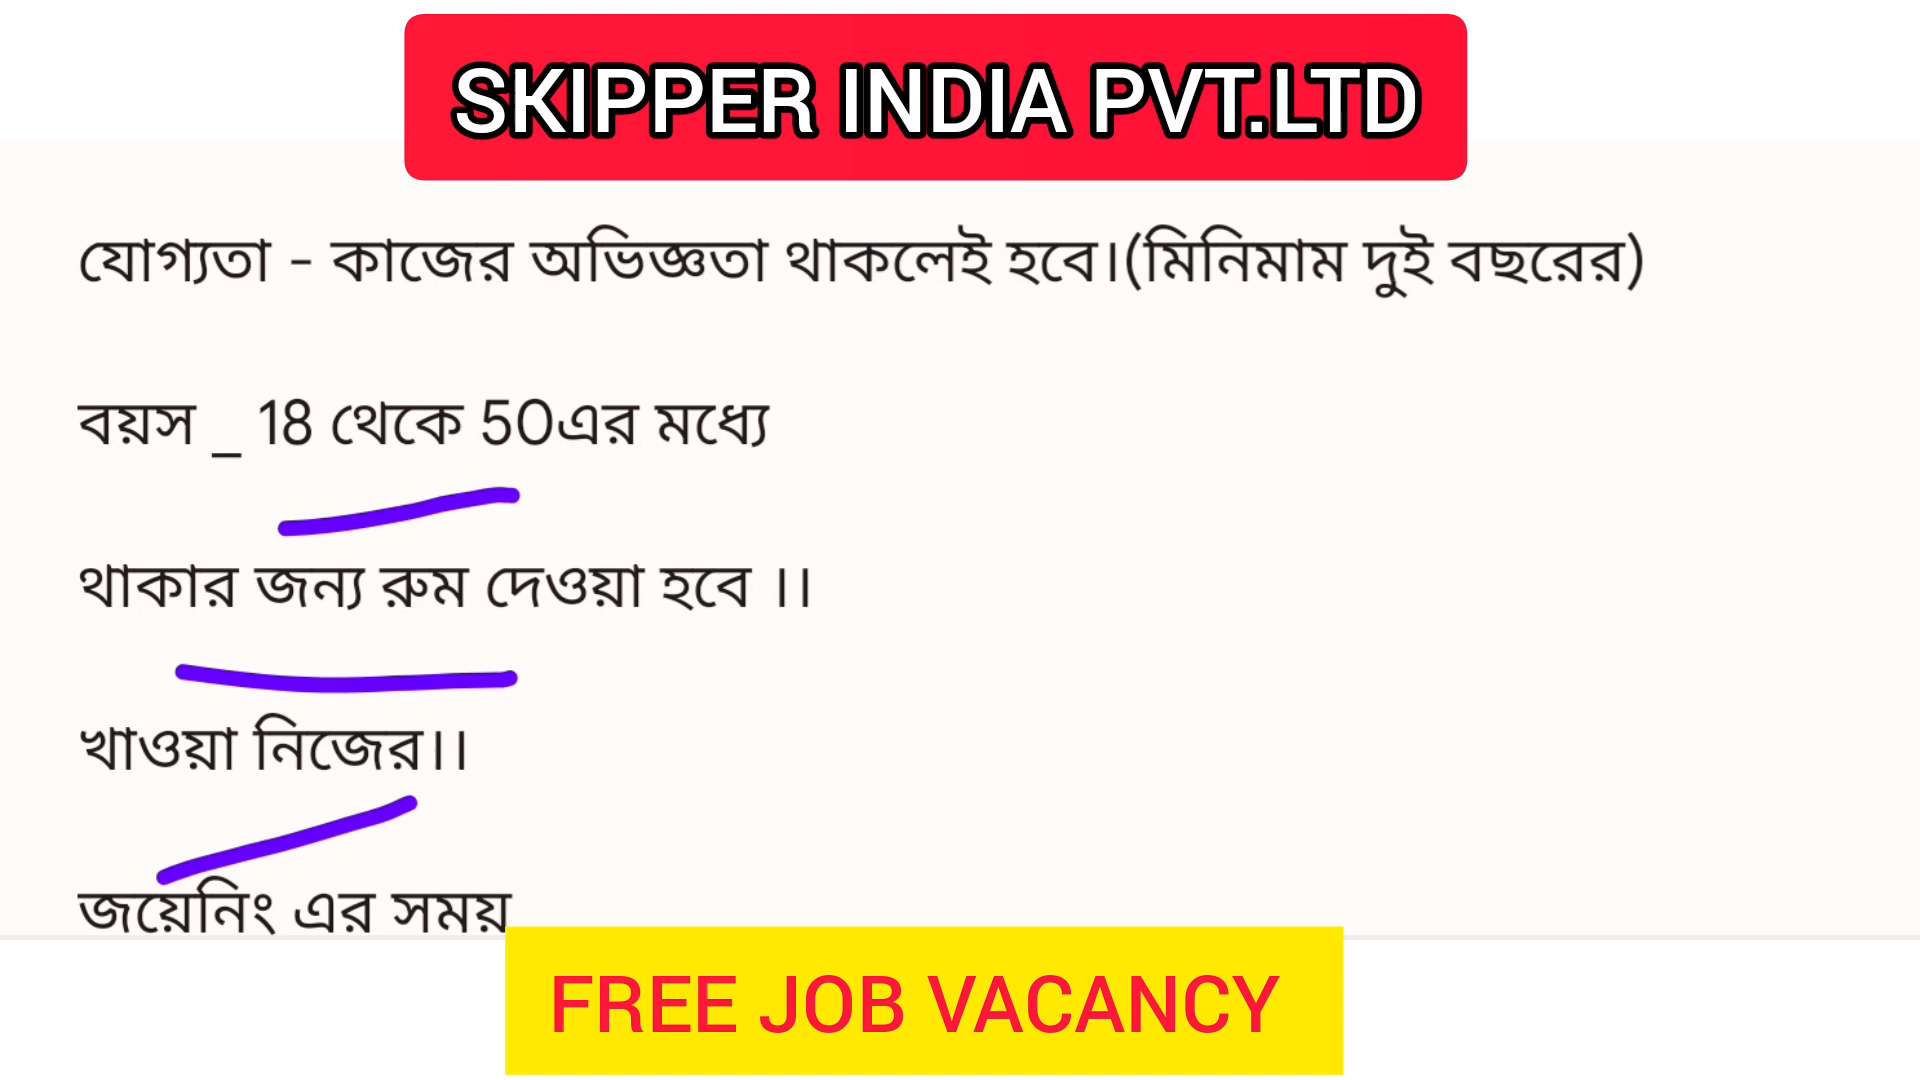 SKIPPER INDIA PVT.LTD
যোগ্যতা - কাজের অভিজ্ঞতা থাকলেই হবে।(মিনিমাম দুই বছরের)
বয়স _ 18 থেকে 50এর মধ্যে
থাকার জন্য রুম দেওয়া হবে ।।
খাওয়া নিজের।।
জয়েনিং এর সময়
FREE JOB VACANCY